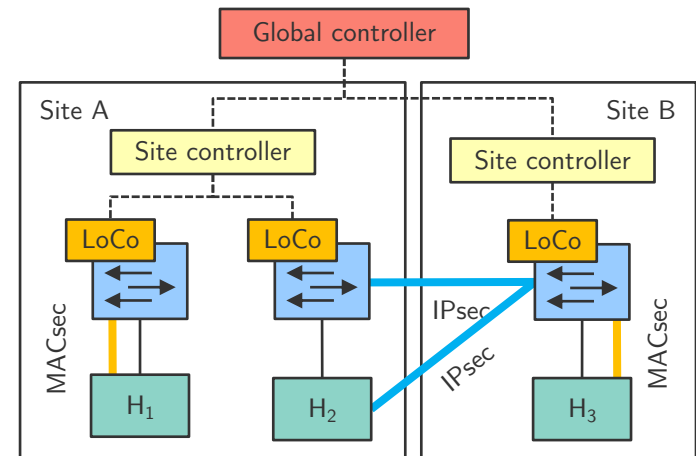 Global controller
Site A
Site B
Site controller
Site controller
LoCo
LoCo
LoCo
MACsec
IPsec
IPsec
MACsec
H₁
H₂
H₃